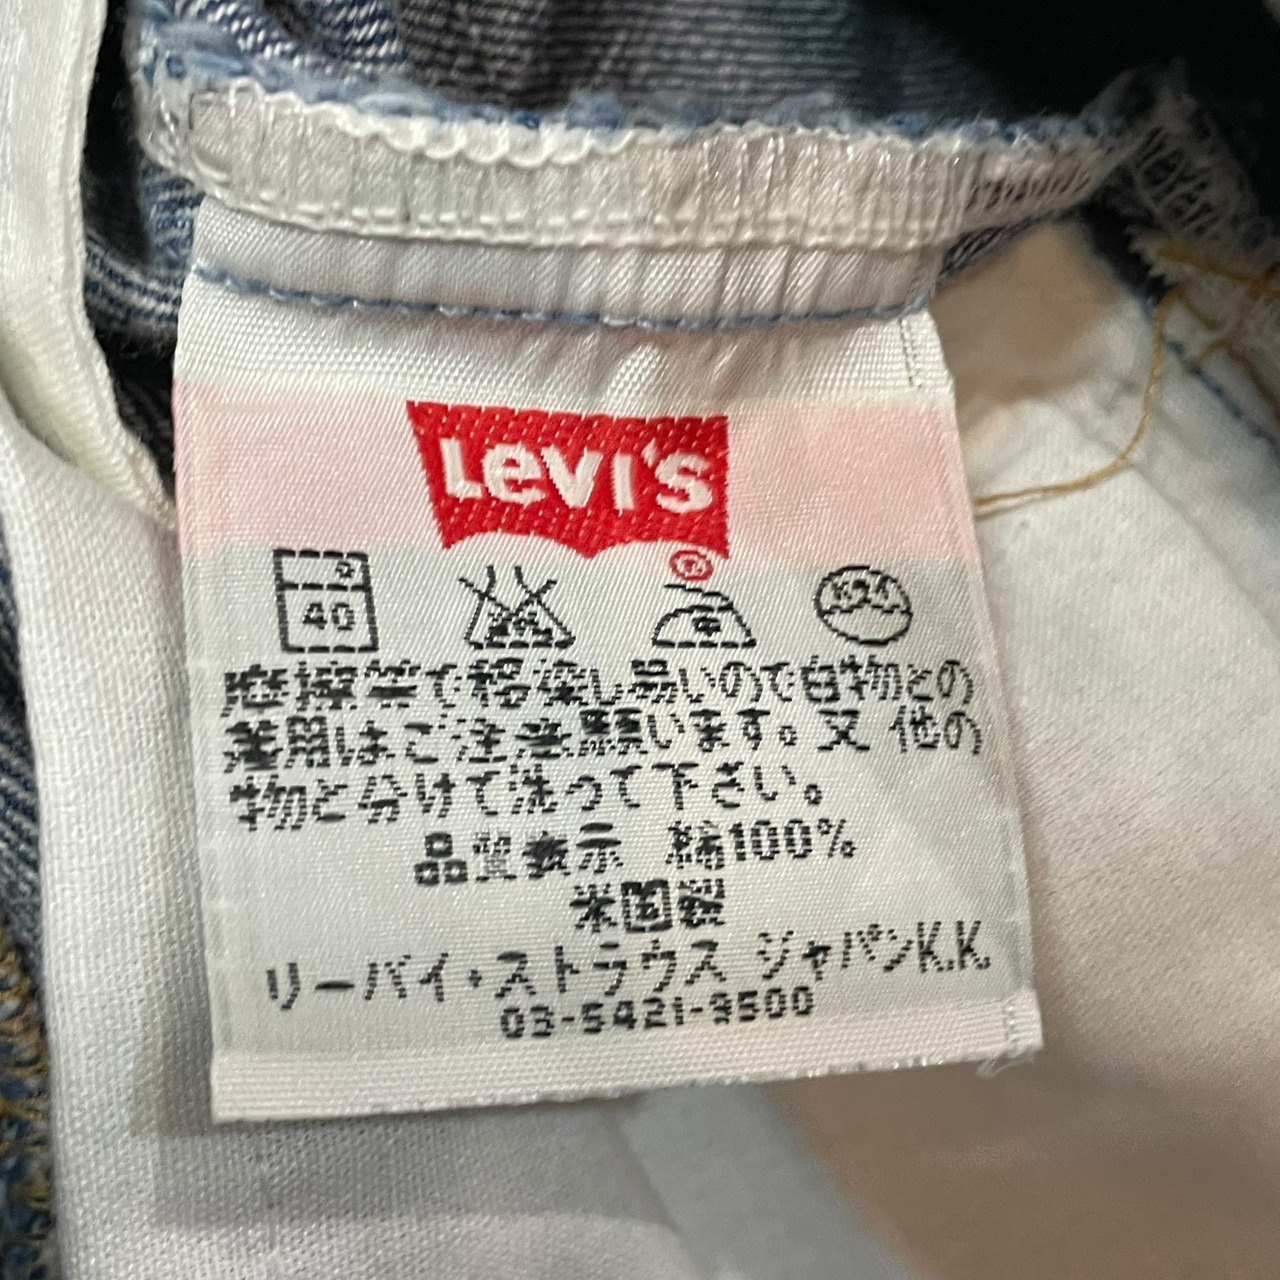 Levi's
®
40
摩擦等で移染し易いので白物との
着用はご注意願います。又 他の
物と分けて洗って下さい。
品質表示 綿100%
米国製
リーバイ・ストラウス ジャパンK.K.
03-5421-9500